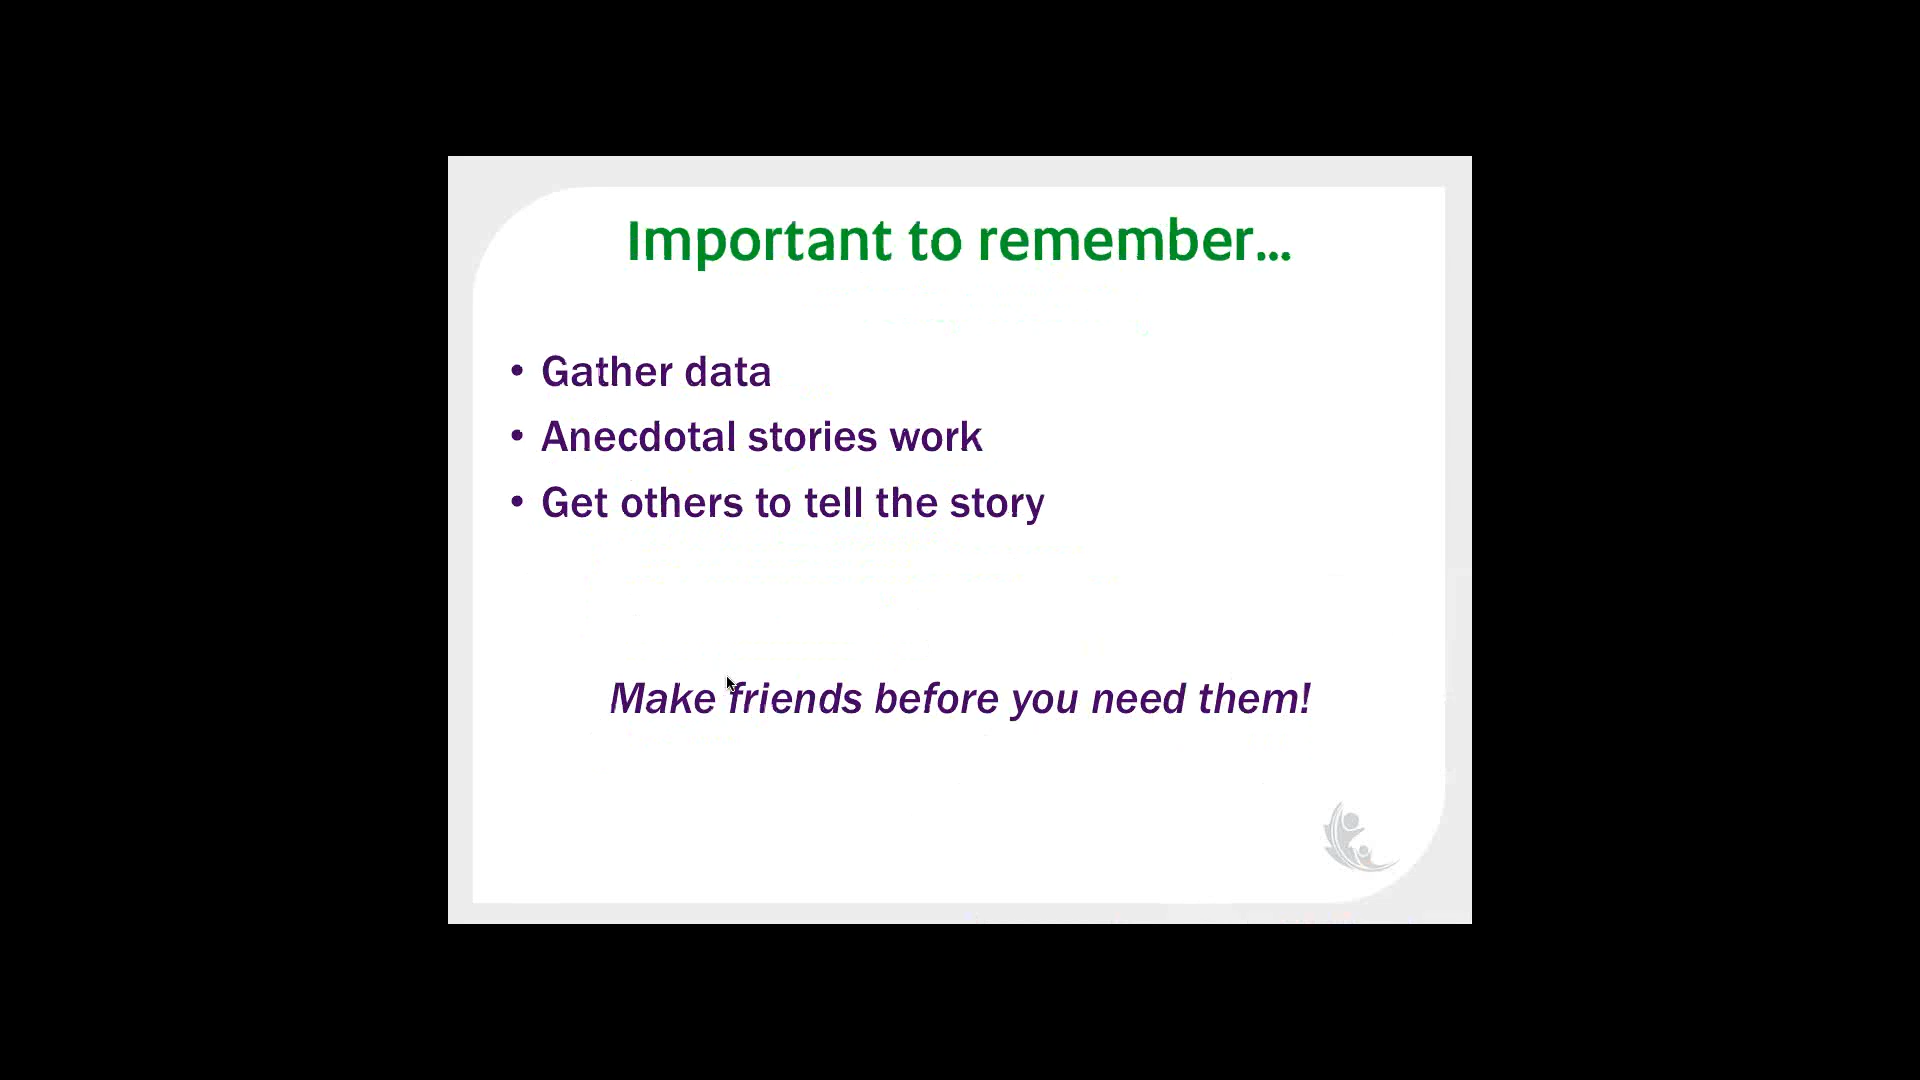 Important to remember...
• Gather data
• Anecdotal stories work
• Get others to tell the story
Make friends before you need them!